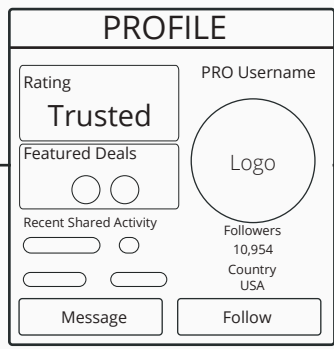 PROFILE
Rating
Trusted
Featured Deals
Recent Shared Activity
PRO Username
Logo
Followers
10,954
Country
USA
Message
Follow